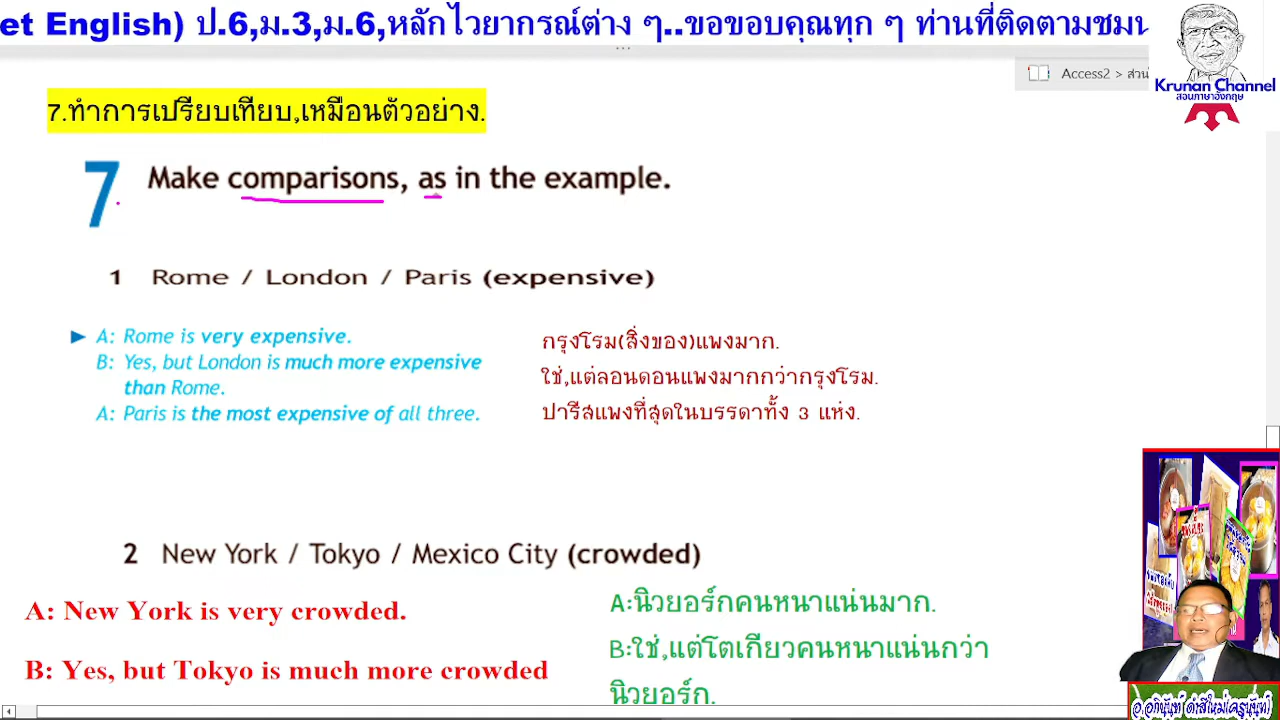 et English) ป.6,ม.3,ม.6,หลักไวยากรณ์ต่าง ๆ..ขอขอบคุณทุก ๆ ท่านที่ติดตามชม
Access2 > ส่วน
Krunan Channel
สอนภาษาอังกฤษ
7.ทำการเปรียบเทียบ,เหมือนตัวอย่าง.
7 Make comparisons, as in the example.
1 Rome / London / Paris (expensive)
A: Rome is very expensive.
B: Yes, but London is much more expensive
than Rome.
A: Paris is the most expensive of all three.
กรุงโรม(สิ่งของ)แพงมาก.
ใช่,แต่ลอนดอนแพงมากกว่ากรุงโรม.
ปารีสแพงที่สุดในบรรดาทั้ง 3 แห่ง.
2 New York / Tokyo / Mexico City (crowded)
A: New York is very crowded.
B: Yes, but Tokyo is much more crowded
A:นิวยอร์กคนหนาแน่นมาก.
B:ใช่,แต่โตเกียวคนหนาแน่นกว่า
นิวยอร์ก.